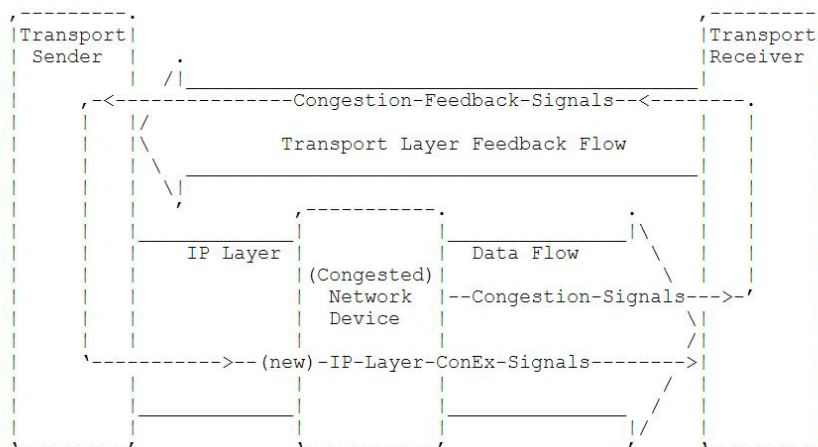 Transport
Transport
Sender
Receiver
Congestion-Feedback-Signals
Transport Layer Feedback Flow
IP Layer
Data Flow
(Congested)
Network
Congestion-Signals
Device
(new)-IP-Layer-ConEx-Signals